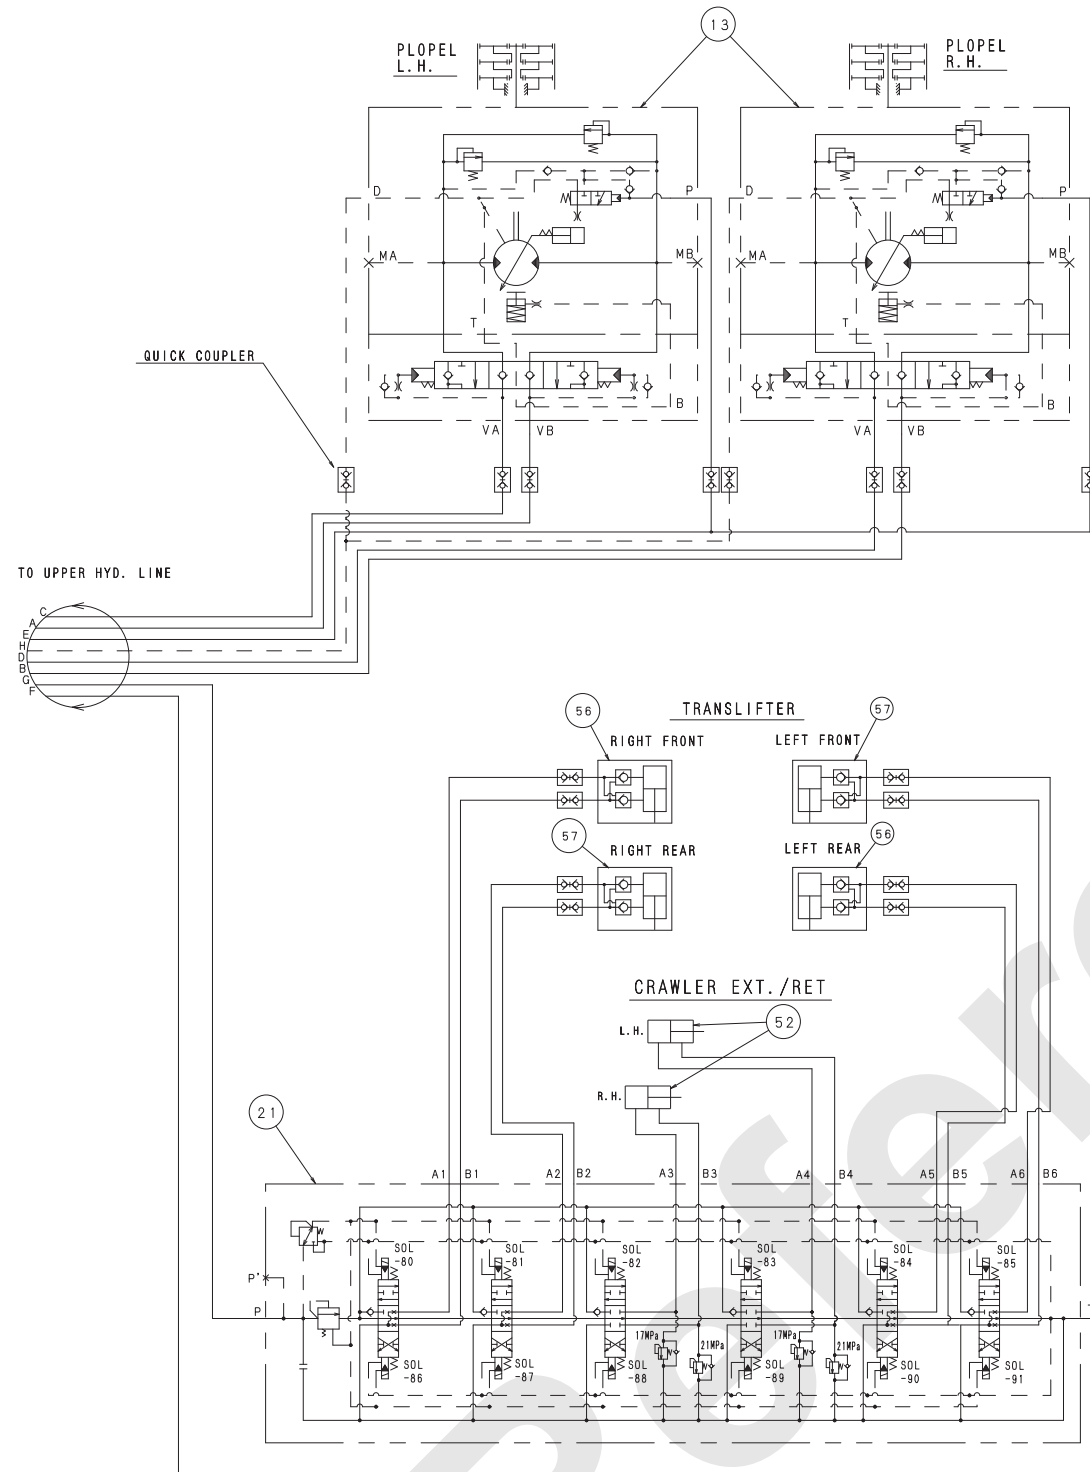 13
PLOPEL
L.H.
PLOPEL
R.H.
D
P
D
P
MA
MB
MA
MB
T
T
QUICK COUPLER
B
B
VA
VB
VA
VB
TO UPPER HYD. LINE
C
A
E
H
D
B
G
F
56
TRANSLIFTER
57
RIGHT FRONT
LEFT FRONT
57
RIGHT REAR
LEFT REAR
56
CRAWLER EXT./RET
L.H.
52
R.H.
21
A1
B1
A2
B2
A3
B3
A4
B4
A5
B5
A6
B6
SOL
-80
SOL
-81
SOL
-82
SOL
-83
SOL
-84
SOL
-85
P'
P
17MPa
21MPa
17MPa
21MPa
SOL
-86
SOL
-87
SOL
-88
SOL
-89
SOL
-90
SOL
-91